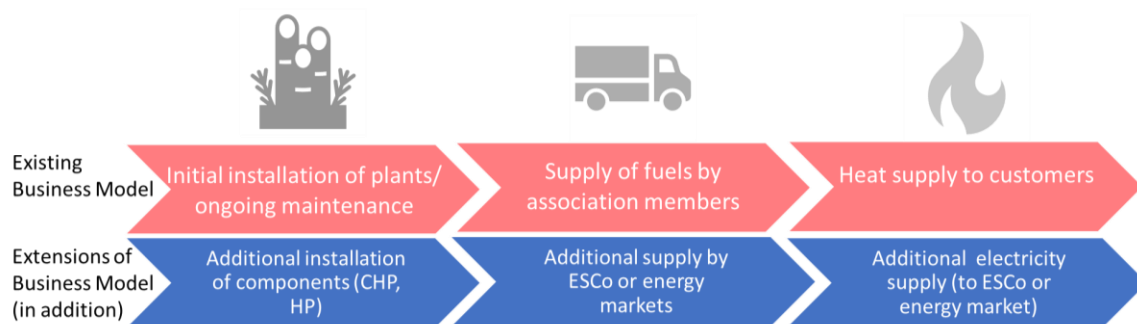 Existing
Business Model
Initial installation of plants/
ongoing maintenance
Supply of fuels by
association members
Heat supply to customers
Extensions of
Business Model
(in addition)
Additional installation
of components (CHP,
HP)
Additional supply by
ESCo or energy
markets
Additional electricity
supply (to ESCo or
energy market)